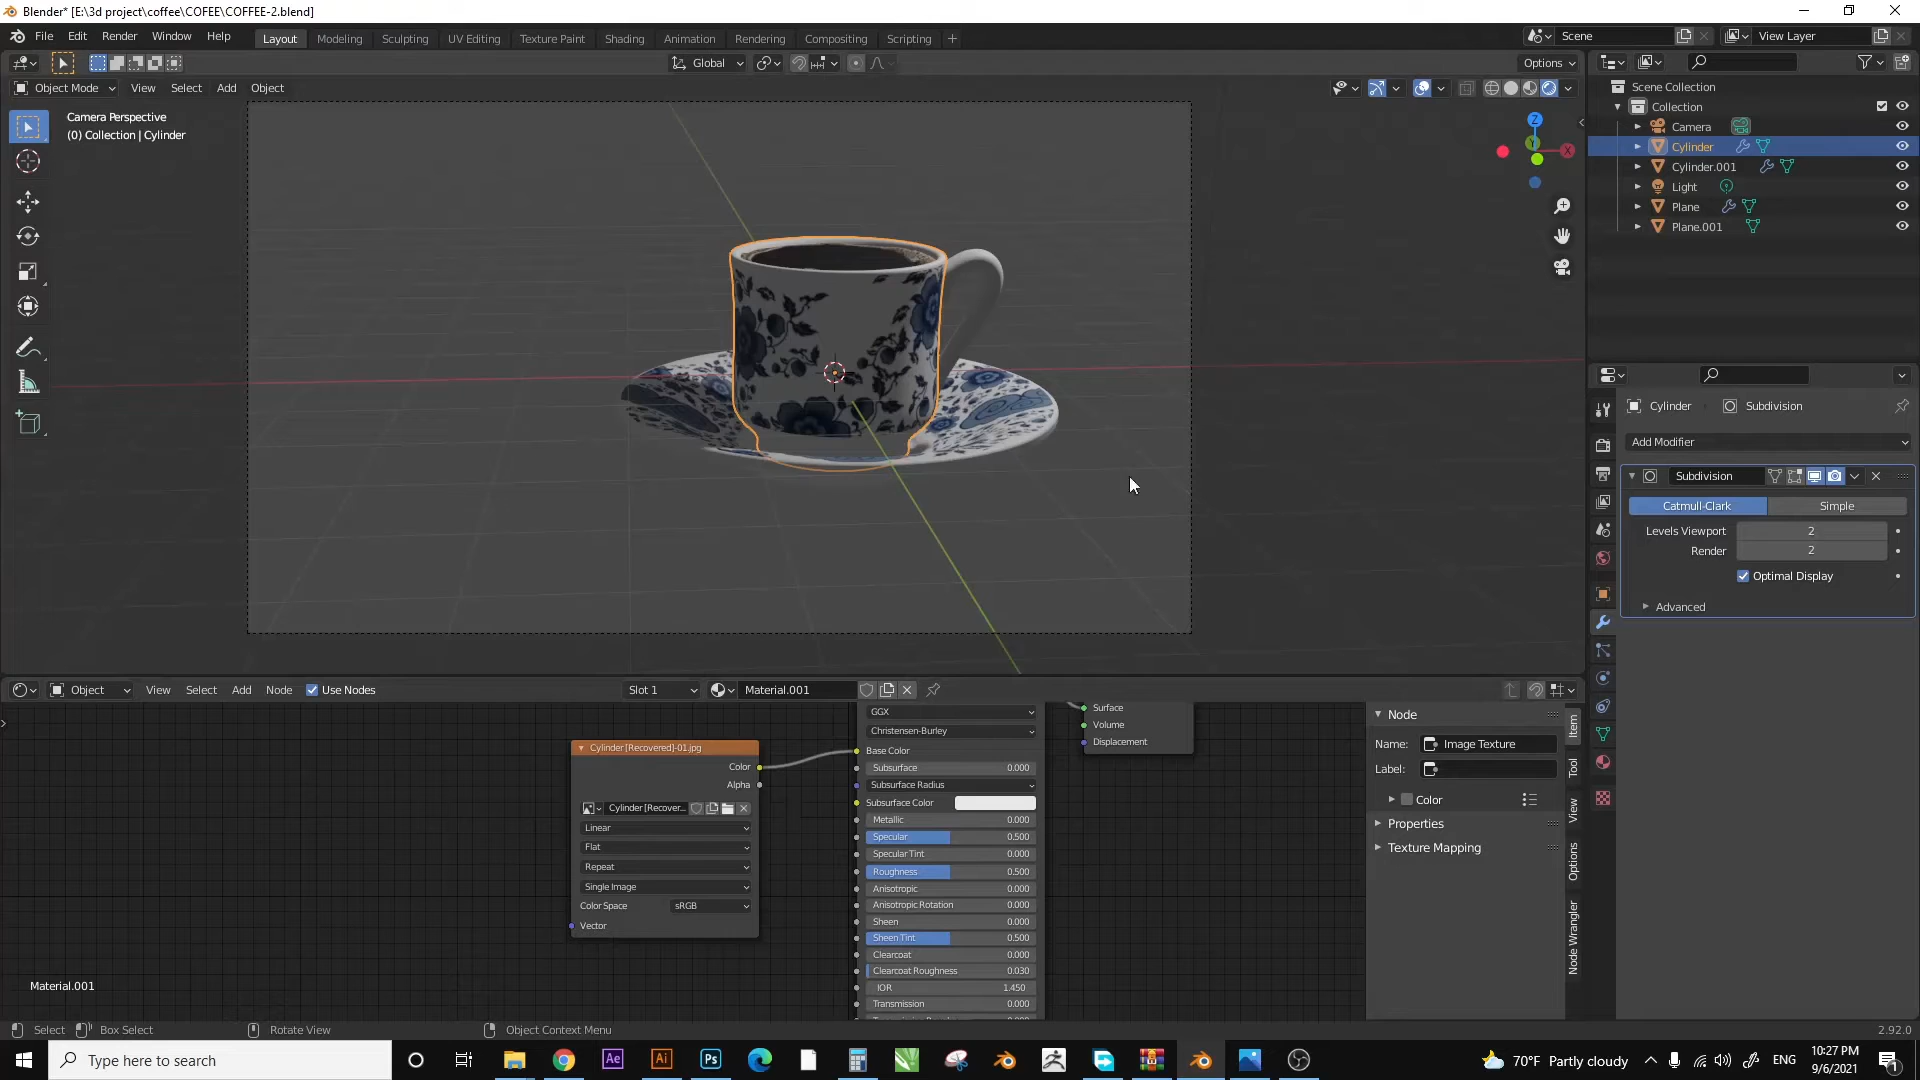 Blender* [E:\3d project\coffee\COFEE\COFFEE-2.blend]
File Edit Render Window Help
Layout Modeling Sculpting UV Editing Texture Paint Shading Animation Rendering Compositing Scripting
Scene View Layer
Global Options
Object Mode View Select Add Object
Camera Perspective
(0) Collection | Cylinder
Z
Y
X
Scene Collection
Collection
Camera
Cylinder
Cylinder.001
Light
Plane
Plane.001
Cylinder Subdivision
Add Modifier
Subdivision
Catmull-Clark Simple
Levels Viewport 2
Render 2
Optimal Display
Advanced
Object View Select Add Node Use Nodes Slot 1 Material.001
Cylinder [Recovered]-01.jpg
Color
Alpha
Cylinder [Recover...
Linear
Flat
Repeat
Single Image
Color Space sRGB
Vector
GGX
Christensen-Burley
Base Color
Subsurface 0.000
Subsurface Radius
Subsurface Color
Metallic 0.000
Specular 0.500
Specular Tint 0.000
Roughness 0.500
Anisotropic 0.000
Anisotropic Rotation 0.000
Sheen 0.000
Sheen Tint 0.500
Clearcoat 0.000
Clearcoat Roughness 0.030
IOR 1.450
Transmission 0.000
Surface
Volume
Displacement
Node
Name: Image Texture
Label:
Color
Properties
Texture Mapping
Item
Tool
View
Options
Node Wrangler
Material.001
Select Box Select Rotate View Object Context Menu 2.92.0
Type here to search
Ae Ai Ps
70°F Partly cloudy ENG
10:27 PM
9/6/2021
1